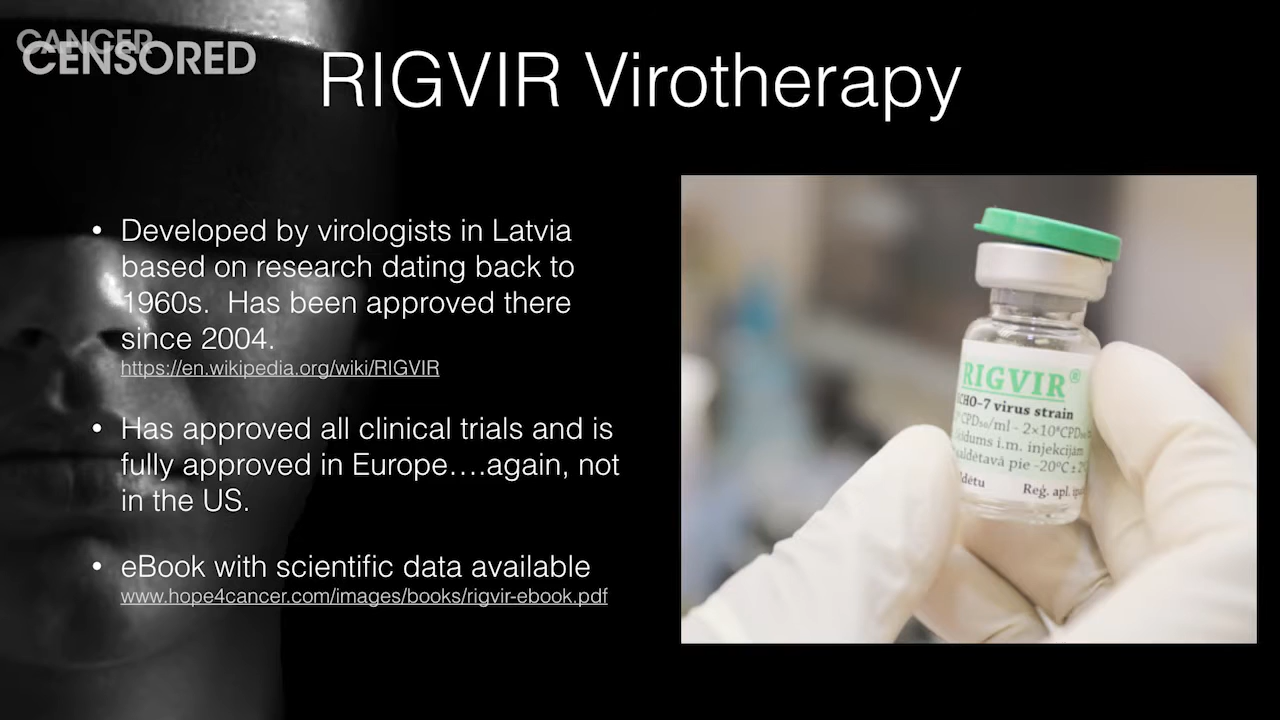 CANCER
CENSORED
RIGVIR Virotherapy
• Developed by virologists in Latvia
based on research dating back to
1960s. Has been approved there
since 2004.
https://en.wikipedia.org/wiki/RIGVIR
• Has approved all clinical trials and is
fully approved in Europe....again, not
in the US.
• eBook with scientific data available
www.hope4cancer.com/images/books/rigvir-ebook.pdf
RIGVIR®
virus strain
i.m. injekcijām
pie -20°C
Reģ. apl.